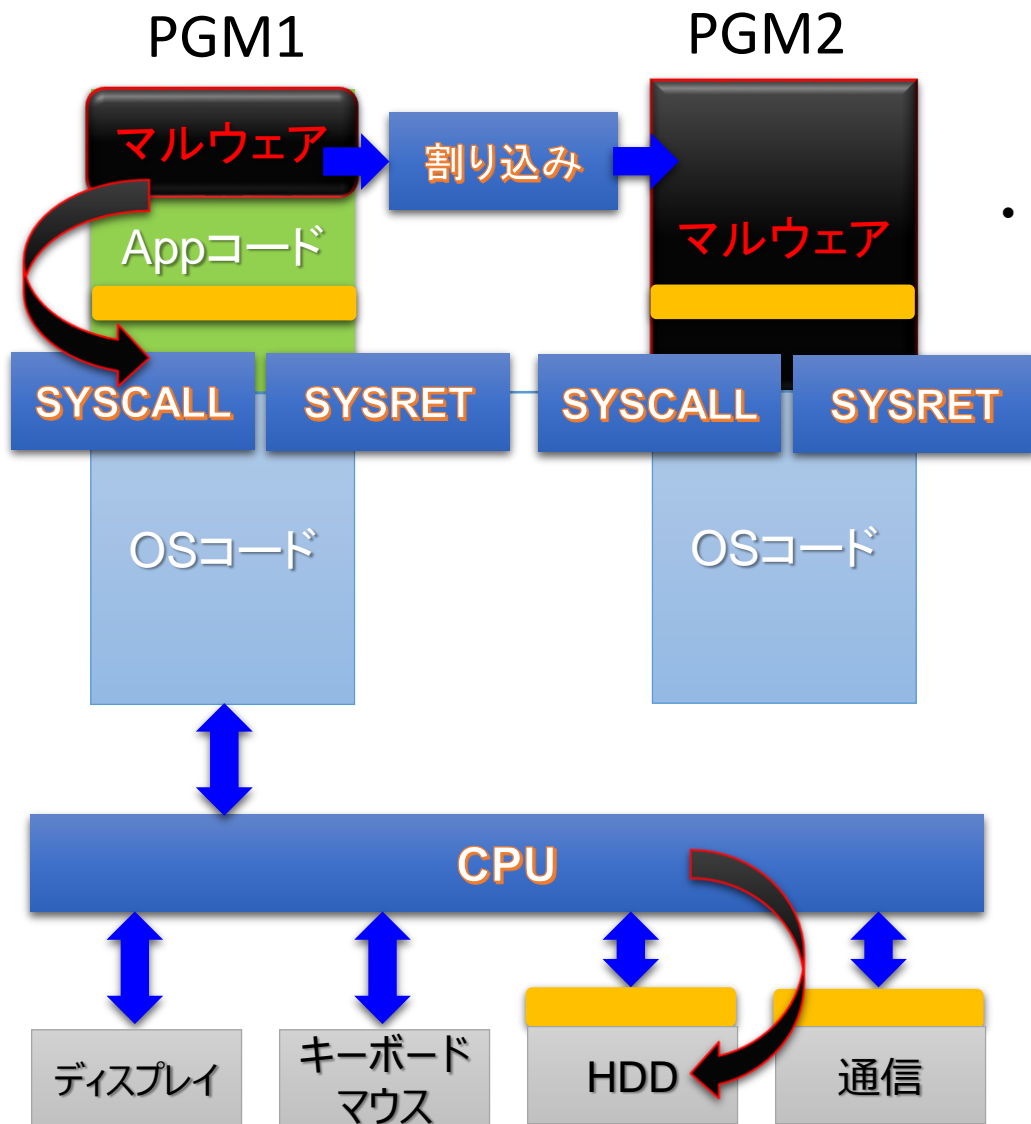 PGM1
PGM2
マルウェア
割り込み
マルウェア
・
Appコード
SYSCALL
SYSRET
SYSCALL
SYSRET
OSコード
OSコード
CPU
ディスプレイ
キーボード
マウス
HDD
通信